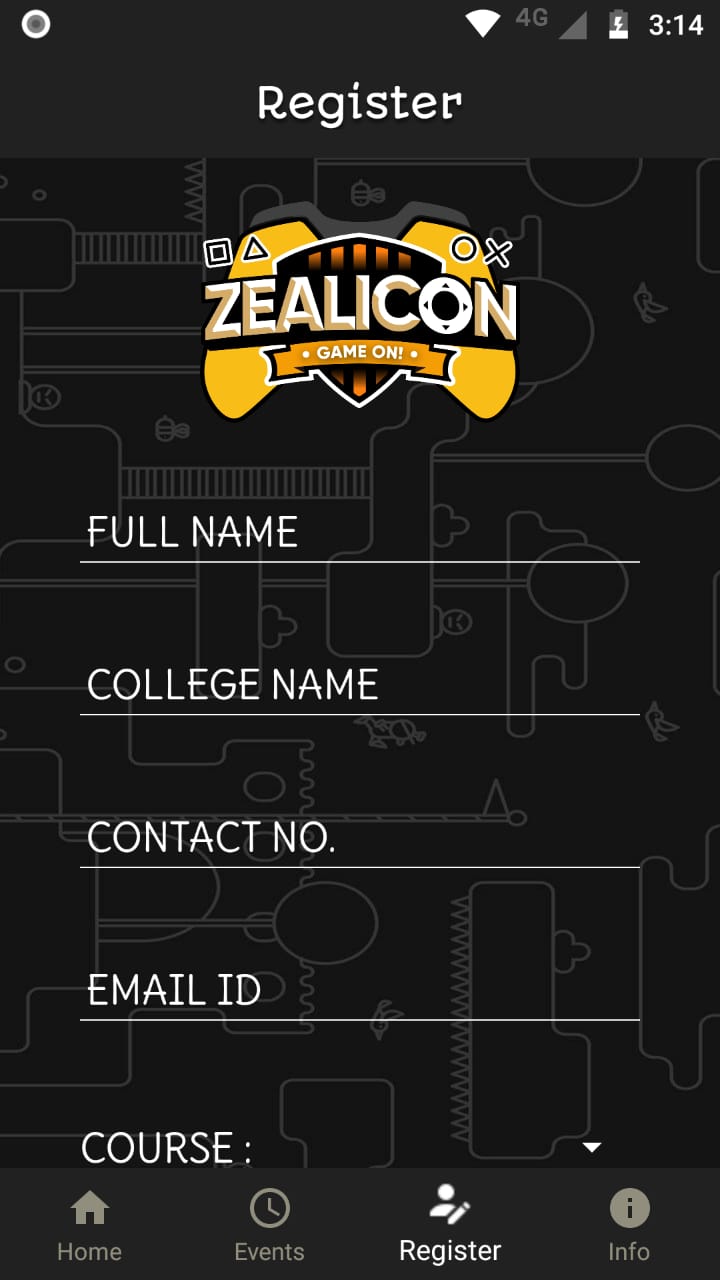 4G 3:14
Register
ZEALICON
• GAME ON! •
FULL NAME
COLLEGE NAME
CONTACT NO.
EMAIL ID
COURSE :
Home Events Register Info